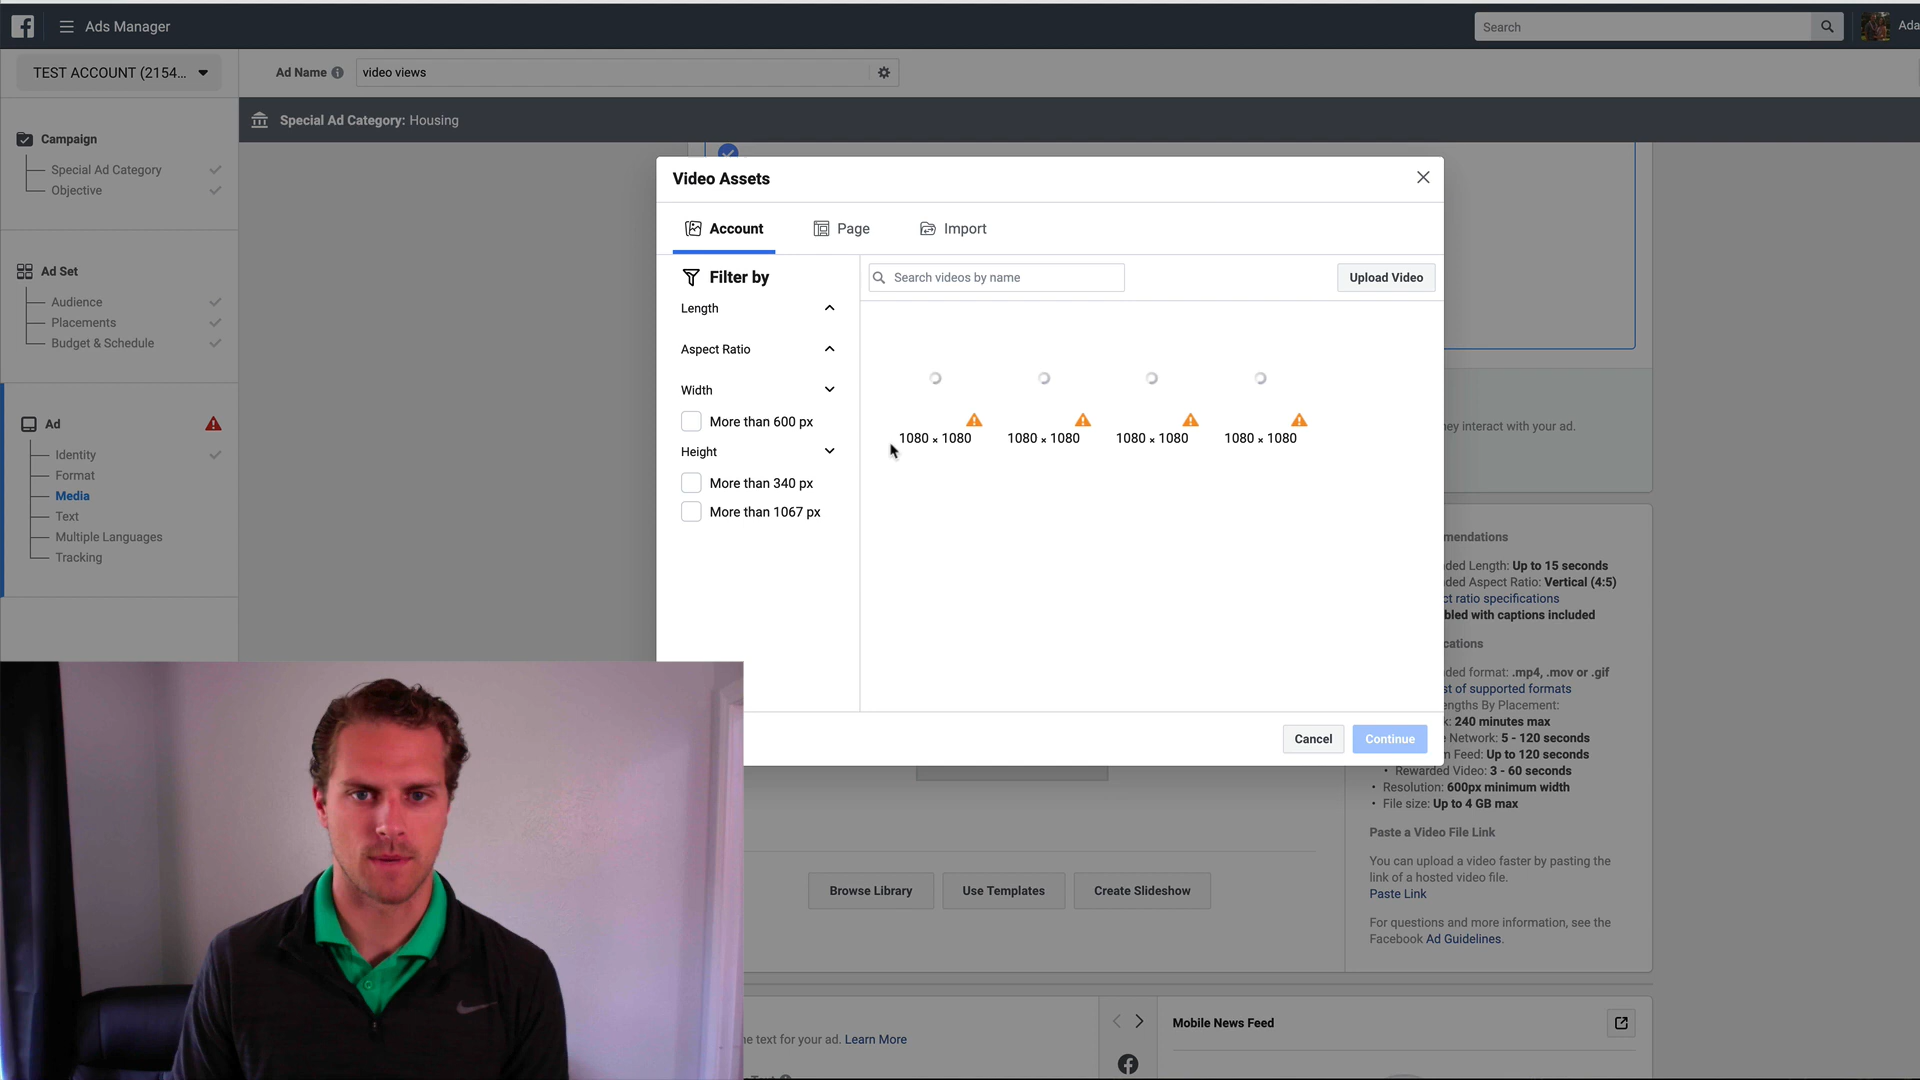 Ads Manager
Search
Ada
TEST ACCOUNT (2154...
Ad Name
video views
Special Ad Category: Housing
Campaign
Special Ad Category
Objective
Ad Set
Audience
Placements
Budget & Schedule
Ad
Identity
Format
Media
Text
Multiple Languages
Tracking
Video Assets
Account
Page
Import
Filter by
Search videos by name
Upload Video
Length
Aspect Ratio
Width
More than 600 px
Height
More than 340 px
More than 1067 px
1080 × 1080
1080 × 1080
1080 × 1080
1080 × 1080
Cancel
Continue
ey interact with your ad.
mendations
ded Length: Up to 15 seconds
ded Aspect Ratio: Vertical (4:5)
ct ratio specifications
bled with captions included
cations
ded format: .mp4, .mov or .gif
st of supported formats
engths By Placement:
k: 240 minutes max
e Network: 5 - 120 seconds
m Feed: Up to 120 seconds
• Rewarded Video: 3 - 60 seconds
• Resolution: 600px minimum width
• File size: Up to 4 GB max
Paste a Video File Link
You can upload a video faster by pasting the
link of a hosted video file.
Paste Link
For questions and more information, see the
Facebook Ad Guidelines.
Browse Library
Use Templates
Create Slideshow
e text for your ad. Learn More
Mobile News Feed